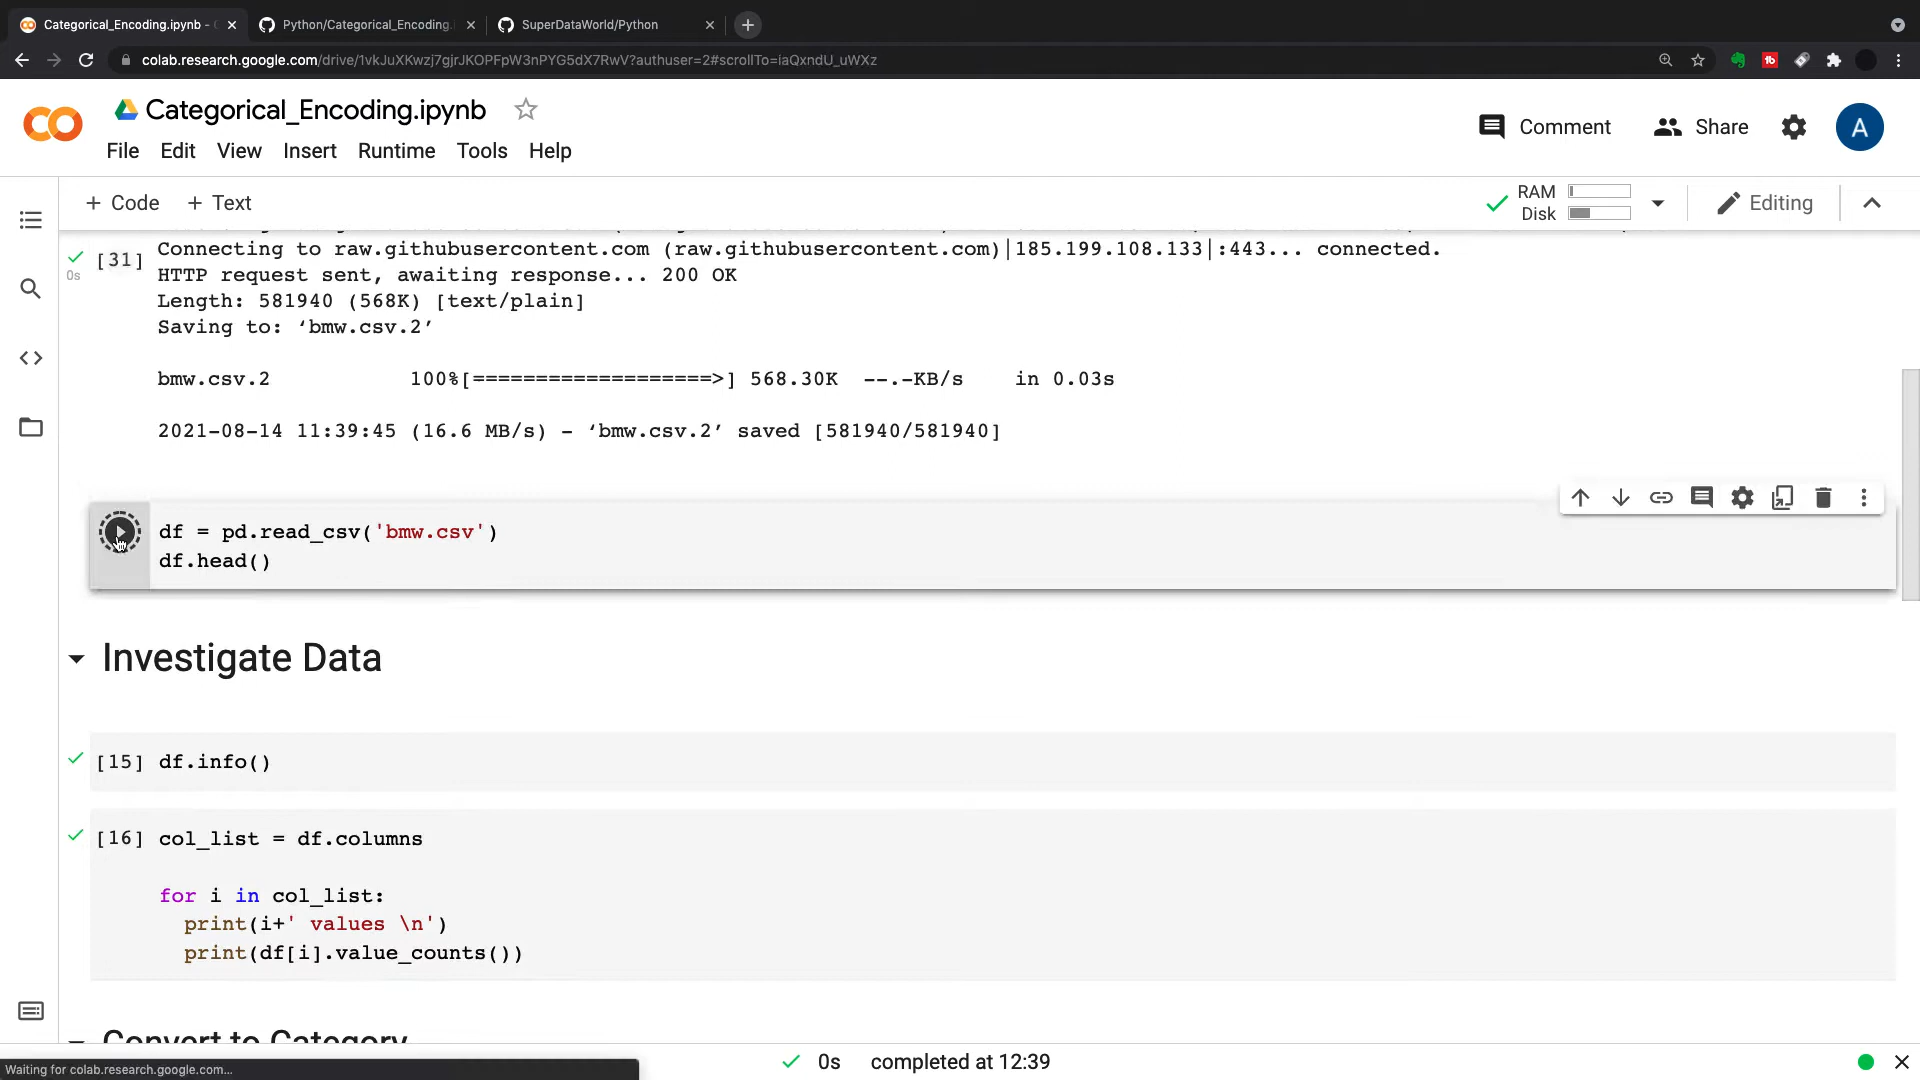 Categorical_Encoding.ipynb -
Python/Categorical_Encoding.
SuperDataWorld/Python
colab.research.google.com/drive/1vkJuXKwzj7gjrJKOPFpW3nPYG5dX7RwV?authuser=2#scrollTo=iaQxndU_uWXz
Categorical_Encoding.ipynb
Comment
Share
A
File Edit View Insert Runtime Tools Help
+ Code + Text
RAM
Disk
Editing
[31] Connecting to raw.githubusercontent.com (raw.githubusercontent.com)|185.199.108.133|:443... connected.
0s
HTTP request sent, awaiting response... 200 OK
Length: 581940 (568K) [text/plain]
Saving to: ‘bmw.csv.2’
bmw.csv.2 100%[===================>] 568.30K --.-KB/s in 0.03s
2021-08-14 11:39:45 (16.6 MB/s) - ‘bmw.csv.2’ saved [581940/581940]
df = pd.read_csv('bmw.csv')
df.head()
Investigate Data
[15] df.info()
[16] col_list = df.columns
for i in col_list:
print(i+' values \n')
print(df[i].value_counts())
Convert to Category
Waiting for colab.research.google.com...
0s completed at 12:39